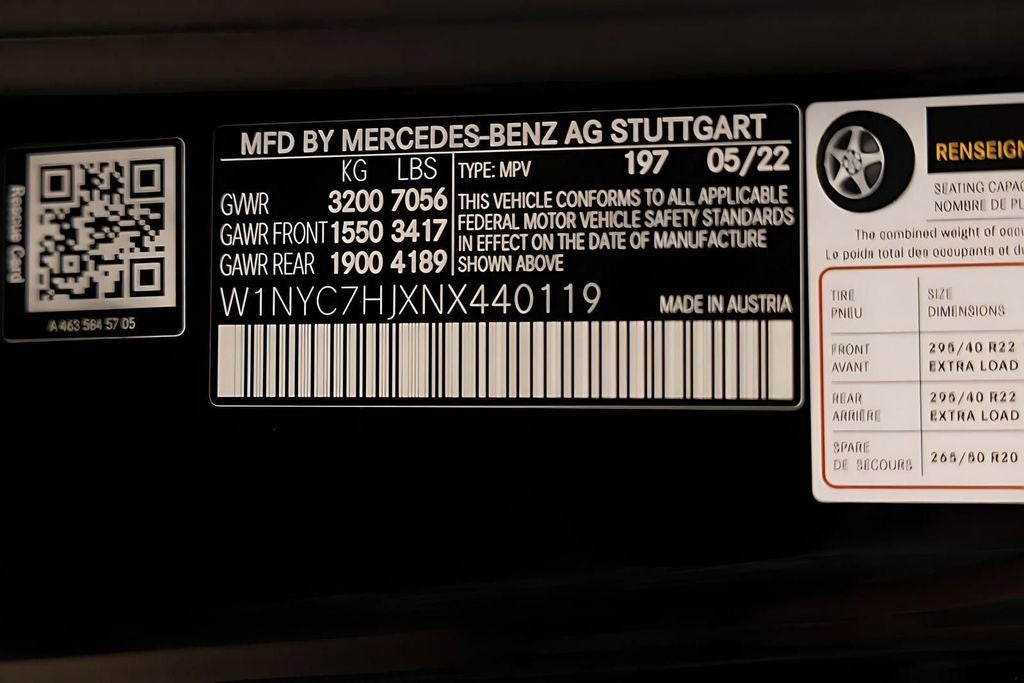 Rescue Card
A 463 584 57 05
MFD BY MERCEDES-BENZ AG STUTTGART
KG LBS
GWR 3200 7056
GAWR FRONT 1550 3417
GAWR REAR 1900 4189
TYPE: MPV 197 05/22
THIS VEHICLE CONFORMS TO ALL APPLICABLE
FEDERAL MOTOR VEHICLE SAFETY STANDARDS
IN EFFECT ON THE DATE OF MANUFACTURE
SHOWN ABOVE
W1NYC7HJXNX440119 MADE IN AUSTRIA
RENSEIGN
SEATING CAPAC
NOMBRE DE PL
The combined weight of occu
Le poids total des occupants et d
TIRE SIZE
PNEU DIMENSIONS
FRONT 295/40 R22
AVANT EXTRA LOAD
REAR 295/40 R22
ARRIÈRE EXTRA LOAD
SPARE
DE SECOURS 265/50 R20